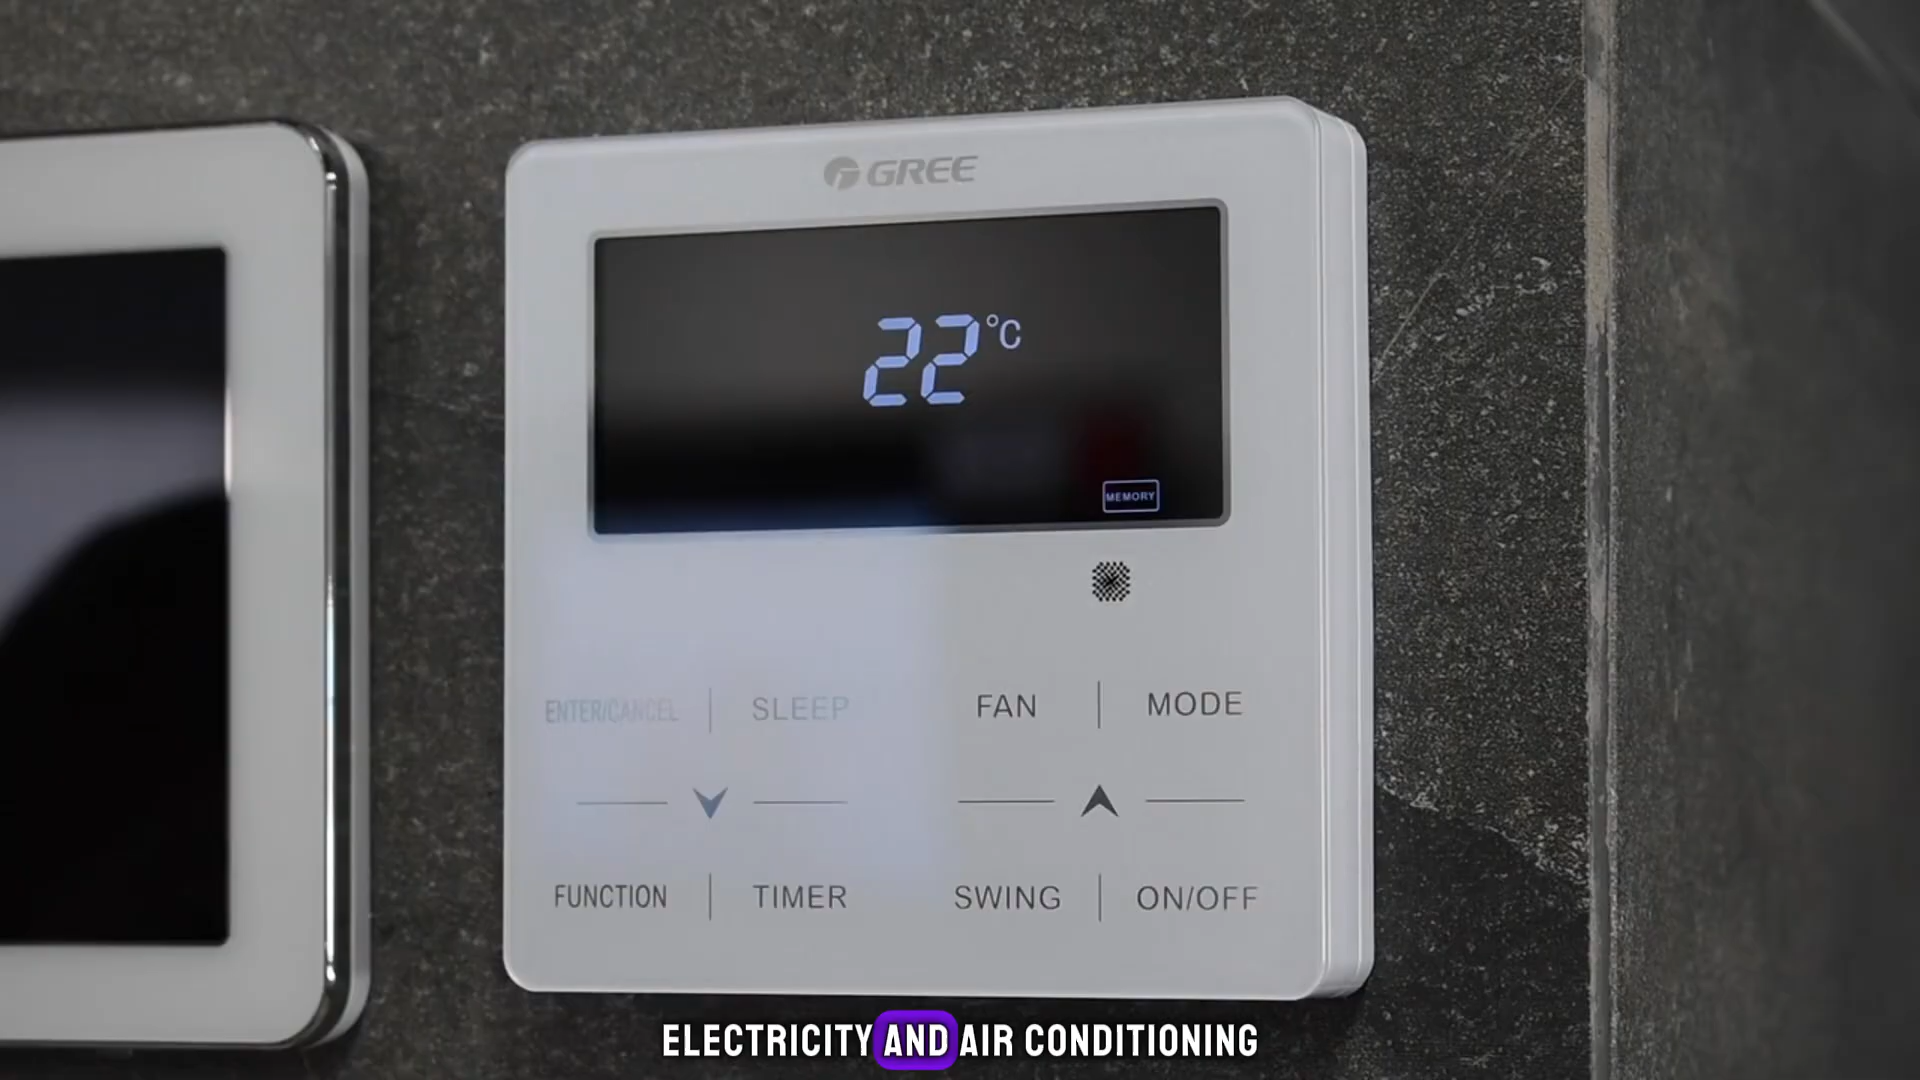 GREE
22°C
MEMORY
ENTER/CANCEL SLEEP FAN MODE
FUNCTION TIMER SWING ON/OFF
ELECTRICITY AND AIR CONDITIONING